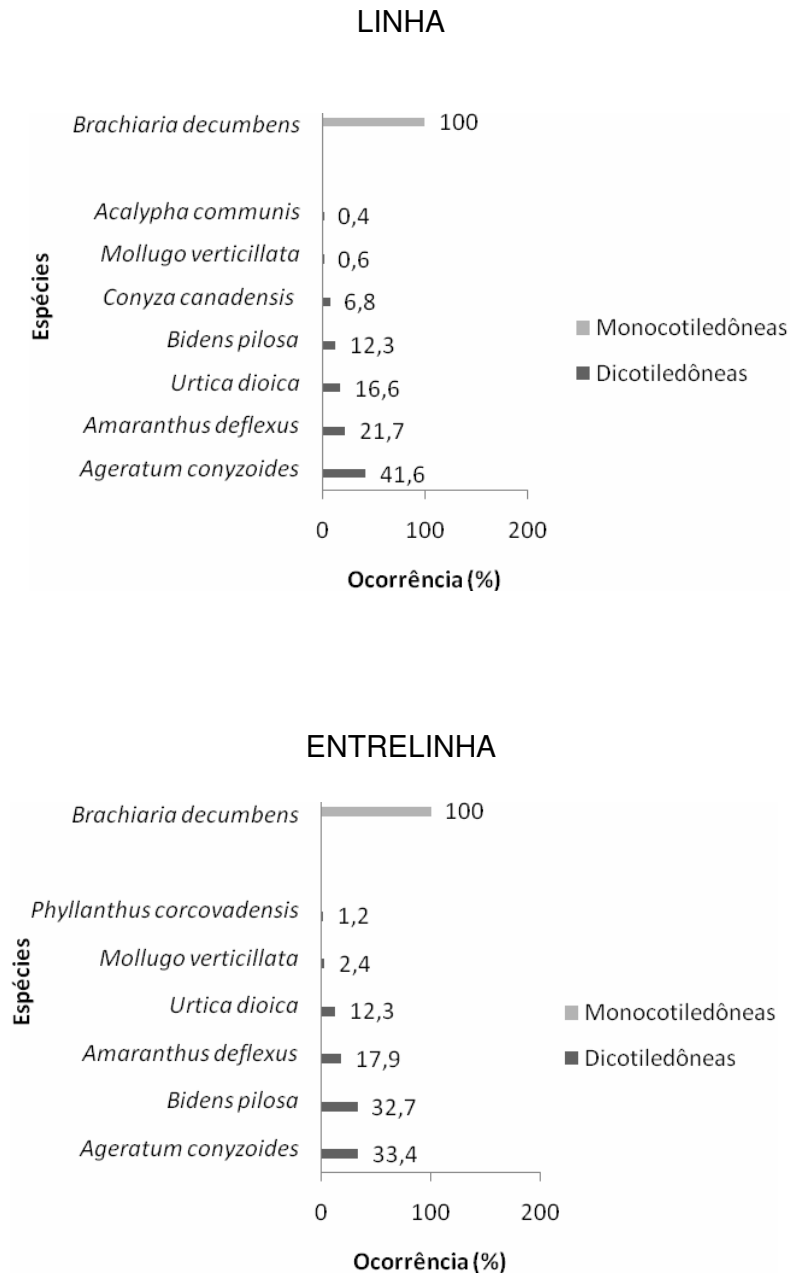 LINHA
Brachiaria decumbens 100
Acalypha communis 0,4
Mollugo verticillata 0,6
Conyza canadensis 6,8
Bidens pilosa 12,3
Urtica dioica 16,6
Amaranthus deflexus 21,7
Ageratum conyzoides 41,6
Espécies
Monocotiledôneas
Dicotiledôneas
0 100 200
Ocorrência (%)
ENTRELINHA
Brachiaria decumbens 100
Phyllanthus corcovadensis 1,2
Mollugo verticillata 2,4
Urtica dioica 12,3
Amaranthus deflexus 17,9
Bidens pilosa 32,7
Ageratum conyzoides 33,4
Espécies
Monocotiledôneas
Dicotiledôneas
0 100 200
Ocorrência (%)